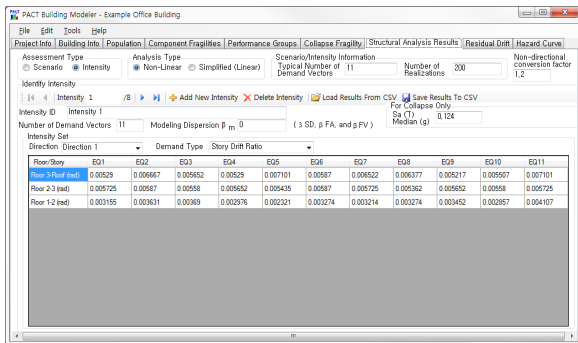 PACT Building Modeler - Example Office Building
File Edit Tools Help
Project Info Building Info Population Component Fragilities Performance Groups Collapse Fragility Structural Analysis Results Residual Drift Hazard Curve
Assessment Type
Scenario Intensity
Analysis Type
Non-Linear Simplified (Linear)
Scenario/Intensity Information
Typical Number of Demand Vectors 11
Number of Realizations 200
Non-directional conversion factor
1,2
Identify Intensity
Intensity 1 /8 Add New Intensity Delete Intensity Load Results From CSV Save Results To CSV
Intensity ID Intensity 1
For Collapse Only
Sa (T) Median (g) 0,124
Number of Demand Vectors 11 Modeling Dispersion β m 0 ( β SD, β FA, and β FV )
Intensity Set
Direction Direction 1 Demand Type Story Drift Ratio
Floor/Story EQ1 EQ2 EQ3 EQ4 EQ5 EQ6 EQ7 EQ8 EQ9 EQ10 EQ11
Floor 3-Roof (rad) 0.00529 0.006667 0.005652 0.00529 0.007101 0.00587 0.006522 0.006377 0.005217 0.005507 0.007101
Floor 2-3 (rad) 0.005725 0.00587 0.00558 0.005652 0.005435 0.00587 0.005725 0.005362 0.005652 0.00558 0.005725
Floor 1-2 (rad) 0.003155 0.003631 0.00369 0.002976 0.002321 0.003274 0.003214 0.003274 0.003452 0.002857 0.004107